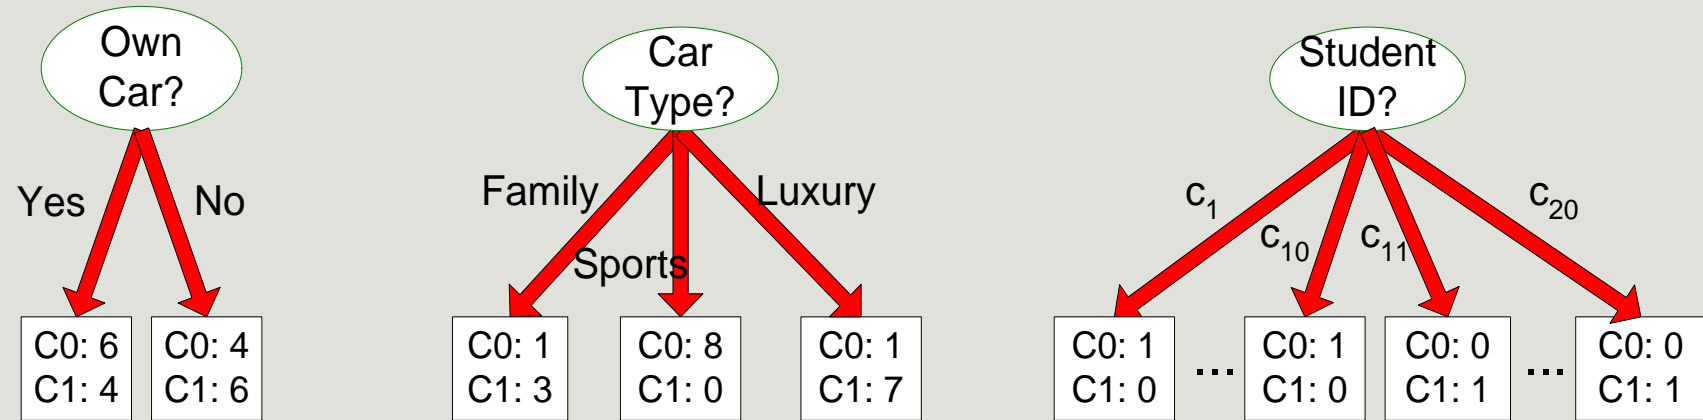 Own
Car?
Yes
No
C0: 6
C1: 4
C0: 4
C1: 6
Car
Type?
Family
Sports
Luxury
C0: 1
C1: 3
C0: 8
C1: 0
C0: 1
C1: 7
Student
ID?
c1
c10
c11
c20
C0: 1
C1: 0
...
C0: 1
C1: 0
C0: 0
C1: 1
...
C0: 0
C1: 1